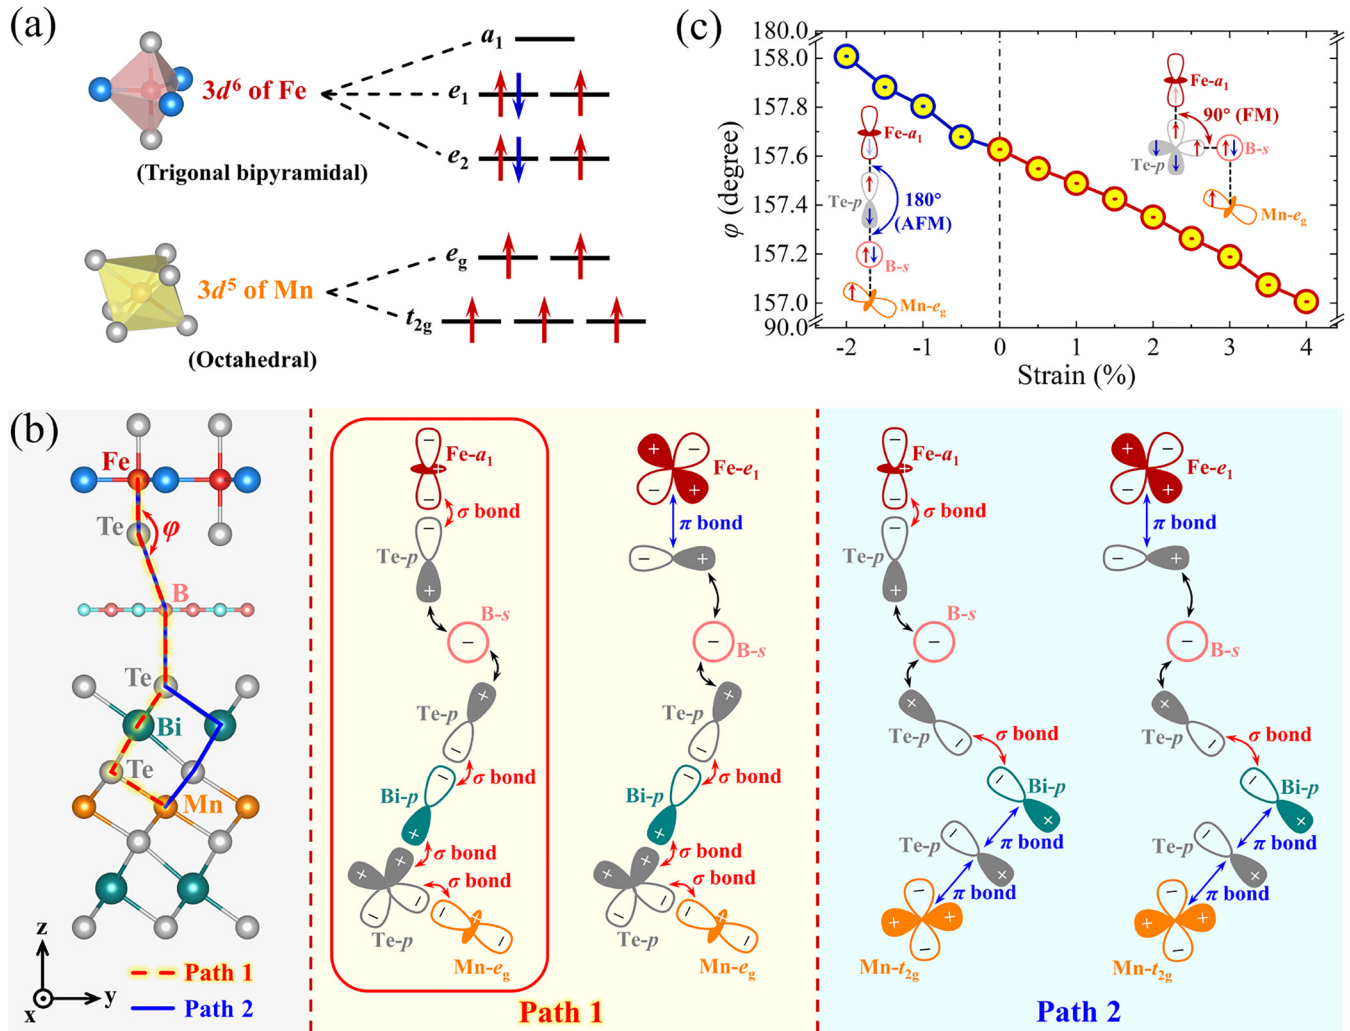 (a)
3d⁶ of Fe
(Trigonal bipyramidal)
a₁
e₁
e₂
3d⁵ of Mn
(Octahedral)
e_g
t₂g
(c)
φ (degree)
180.0
158.0
157.8
157.6
157.4
157.2
157.0
90.0
-2 -1 0 1 2 3 4
Strain (%)
Fe-a₁
Te-p
180°
(AFM)
B-s
Mn-e_g
Fe-a₁
90° (FM)
Te-p
B-s
Mn-e_g
(b)
Fe
Te
φ
B
Te
Bi
Te
Mn
z
y
x
Path 1
Path 2
Fe-a₁
− + −
σ bond
−
Te-p
+
B-s
−
+
Te-p
−
σ bond
−
Bi-p
+
+
σ bond
σ bond
− −
Te-p
− + −
Mn-e_g
Fe-e₁
+ − − +
π bond
− +
−
B-s
+
Te-p
−
σ bond
−
Bi-p
+
+
σ bond
σ bond
− −
Te-p
− + −
Mn-e_g
Path 1
Fe-a₁
− + −
σ bond
−
Te-p
+
B-s
−
+
Te-p
−
σ bond
−
Bi-p
+
π bond
Te-p
− +
π bond
− + + −
Mn-t₂g
Fe-e₁
+ − − +
π bond
− +
−
B-s
+
Te-p
−
σ bond
−
Bi-p
+
π bond
Te-p
− +
π bond
− + + −
Mn-t₂g
Path 2